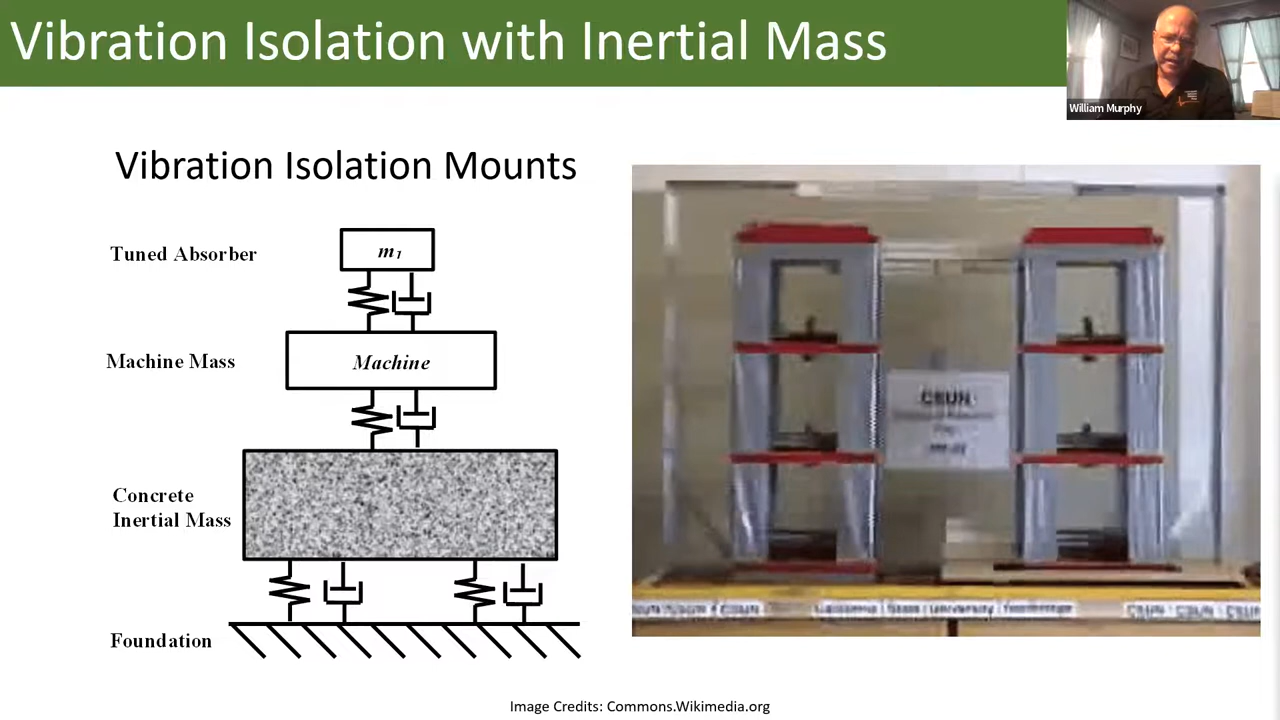 Vibration Isolation with Inertial Mass
William Murphy
Vibration Isolation Mounts
Tuned Absorber
m₁
Machine Mass
Machine
Concrete
Inertial Mass
Foundation
CSUN
Image Credits: Commons.Wikimedia.org